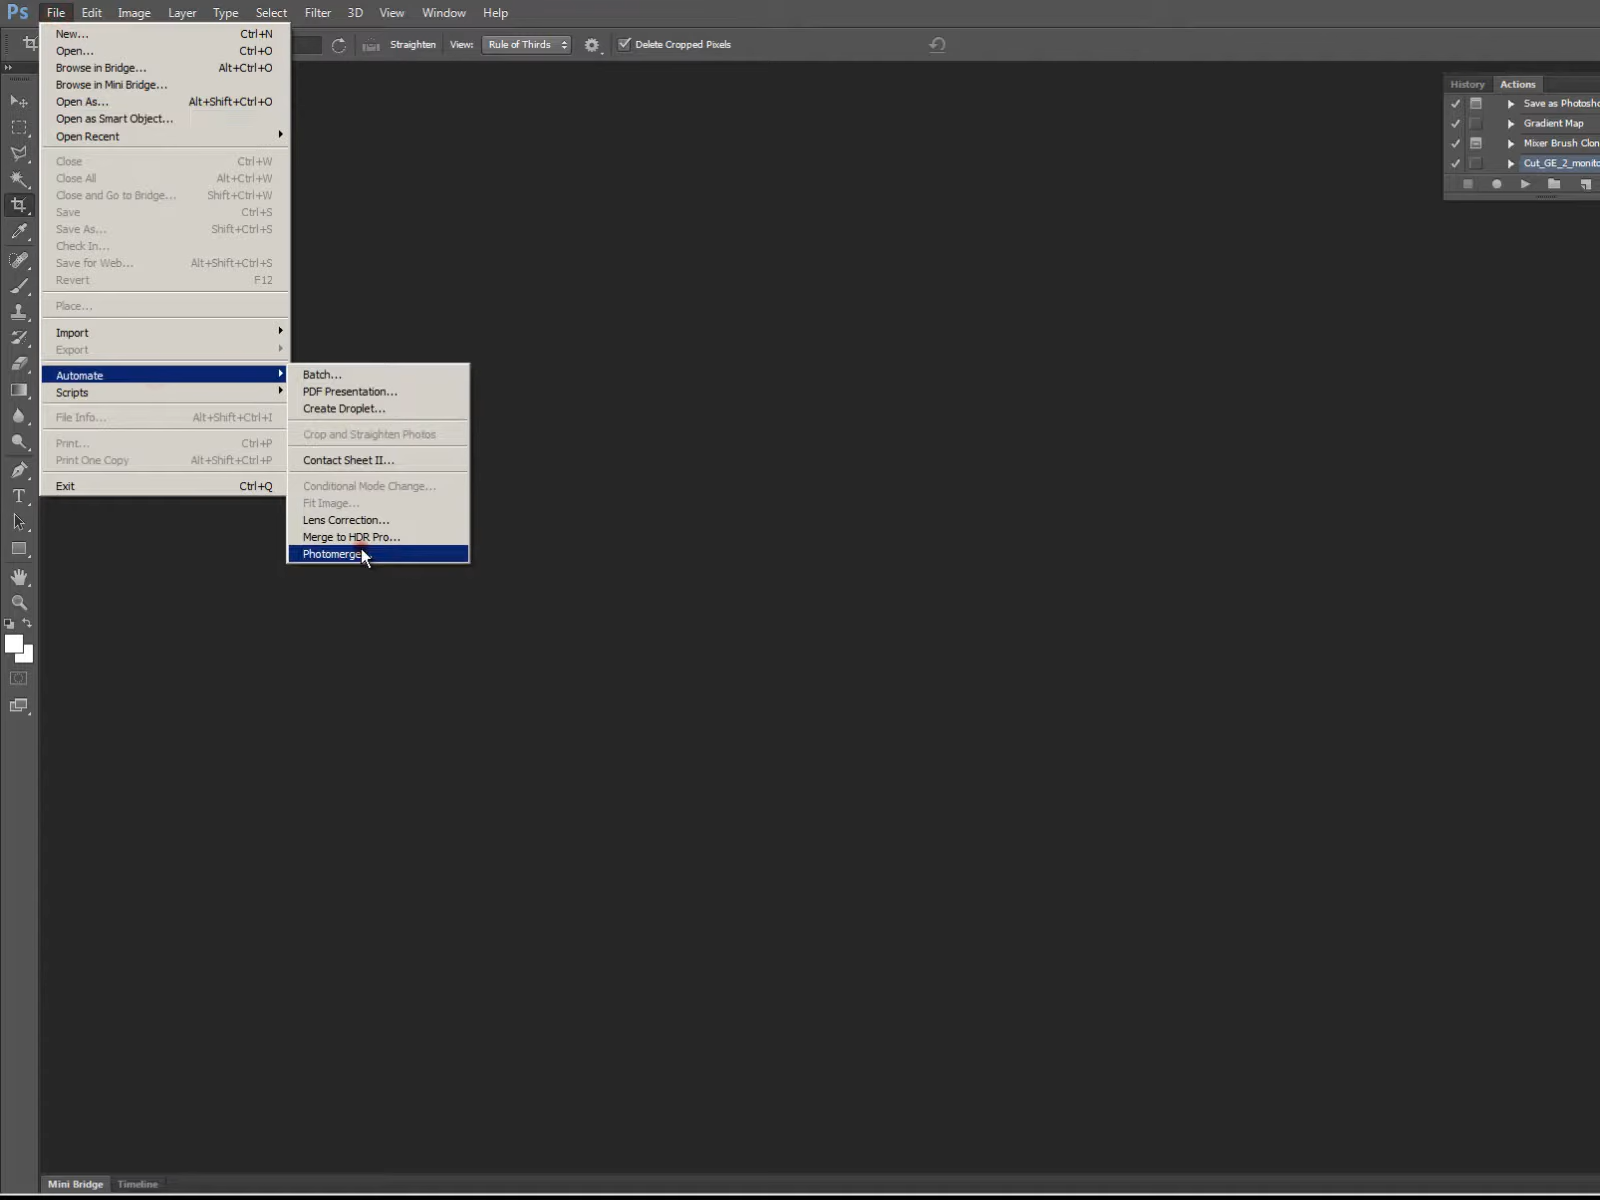 Ps File Edit Image Layer Type Select Filter 3D View Window Help
Straighten View: Rule of Thirds Delete Cropped Pixels
New... Ctrl+N
Open... Ctrl+O
Browse in Bridge... Alt+Ctrl+O
Browse in Mini Bridge...
Open As... Alt+Shift+Ctrl+O
Open as Smart Object...
Open Recent
Close Ctrl+W
Close All Alt+Ctrl+W
Close and Go to Bridge... Shift+Ctrl+W
Save Ctrl+S
Save As... Shift+Ctrl+S
Check In...
Save for Web... Alt+Shift+Ctrl+S
Revert F12
Place...
Import
Export
Automate
Scripts
File Info... Alt+Shift+Ctrl+I
Print... Ctrl+P
Print One Copy Alt+Shift+Ctrl+P
Exit Ctrl+Q
Batch...
PDF Presentation...
Create Droplet...
Crop and Straighten Photos
Contact Sheet II...
Conditional Mode Change...
Fit Image...
Lens Correction...
Merge to HDR Pro...
Photomerge
History Actions
Save as Photosho
Gradient Map
Mixer Brush Clon
Cut_GE_2_monito
T
Mini Bridge Timeline